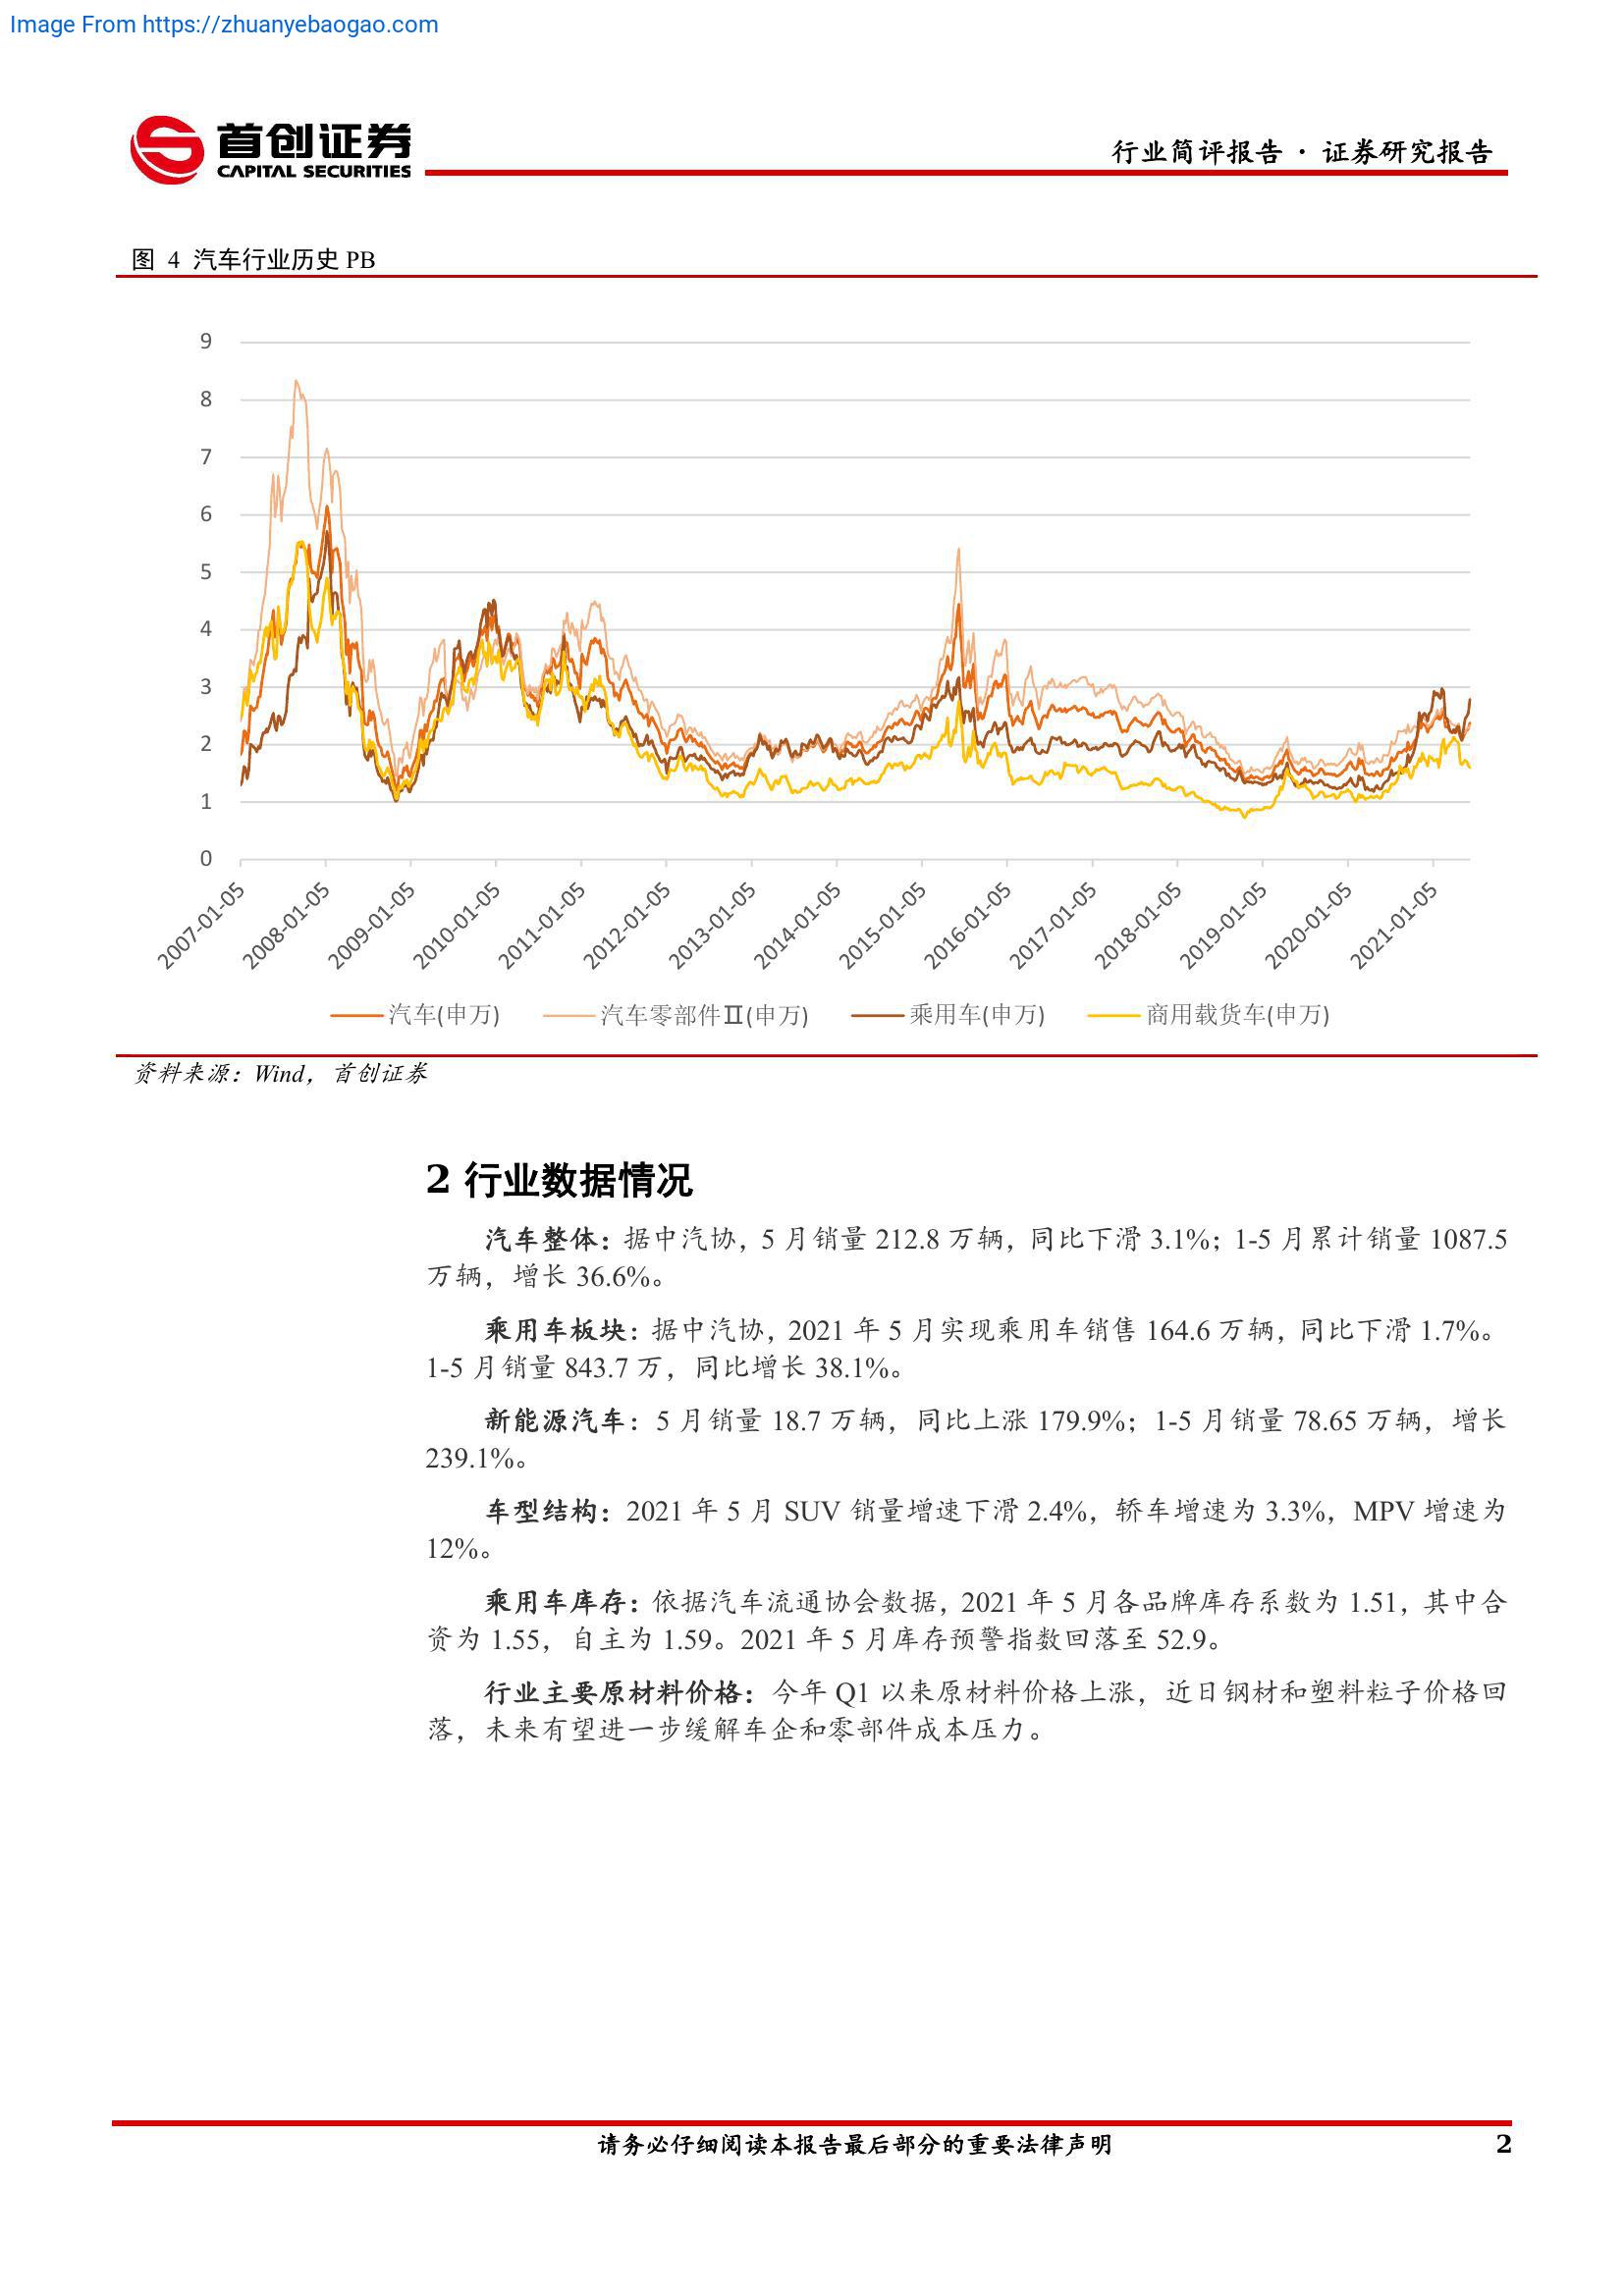 Image From https://zhuanyebaogao.com
首创证券
CAPITAL SECURITIES
行业简评报告 · 证券研究报告
图 4 汽车行业历史 PB
9
8
7
6
5
4
3
2
1
0
2007-01-05
2008-01-05
2009-01-05
2010-01-05
2011-01-05
2012-01-05
2013-01-05
2014-01-05
2015-01-05
2016-01-05
2017-01-05
2018-01-05
2019-01-05
2020-01-05
2021-01-05
汽车(申万) 汽车零部件Ⅱ(申万) 乘用车(申万) 商用载货车(申万)
资料来源：Wind，首创证券
2 行业数据情况
汽车整体：据中汽协，5 月销量 212.8 万辆，同比下滑 3.1%；1-5 月累计销量 1087.5
万辆，增长 36.6%。
乘用车板块：据中汽协，2021 年 5 月实现乘用车销售 164.6 万辆，同比下滑 1.7%。
1-5 月销量 843.7 万，同比增长 38.1%。
新能源汽车：5 月销量 18.7 万辆，同比上涨 179.9%；1-5 月销量 78.65 万辆，增长
239.1%。
车型结构：2021 年 5 月 SUV 销量增速下滑 2.4%，轿车增速为 3.3%，MPV 增速为
12%。
乘用车库存：依据汽车流通协会数据，2021 年 5 月各品牌库存系数为 1.51，其中合
资为 1.55，自主为 1.59。2021 年 5 月库存预警指数回落至 52.9。
行业主要原材料价格：今年 Q1 以来原材料价格上涨，近日钢材和塑料粒子价格回
落，未来有望进一步缓解车企和零部件成本压力。
请务必仔细阅读本报告最后部分的重要法律声明
2